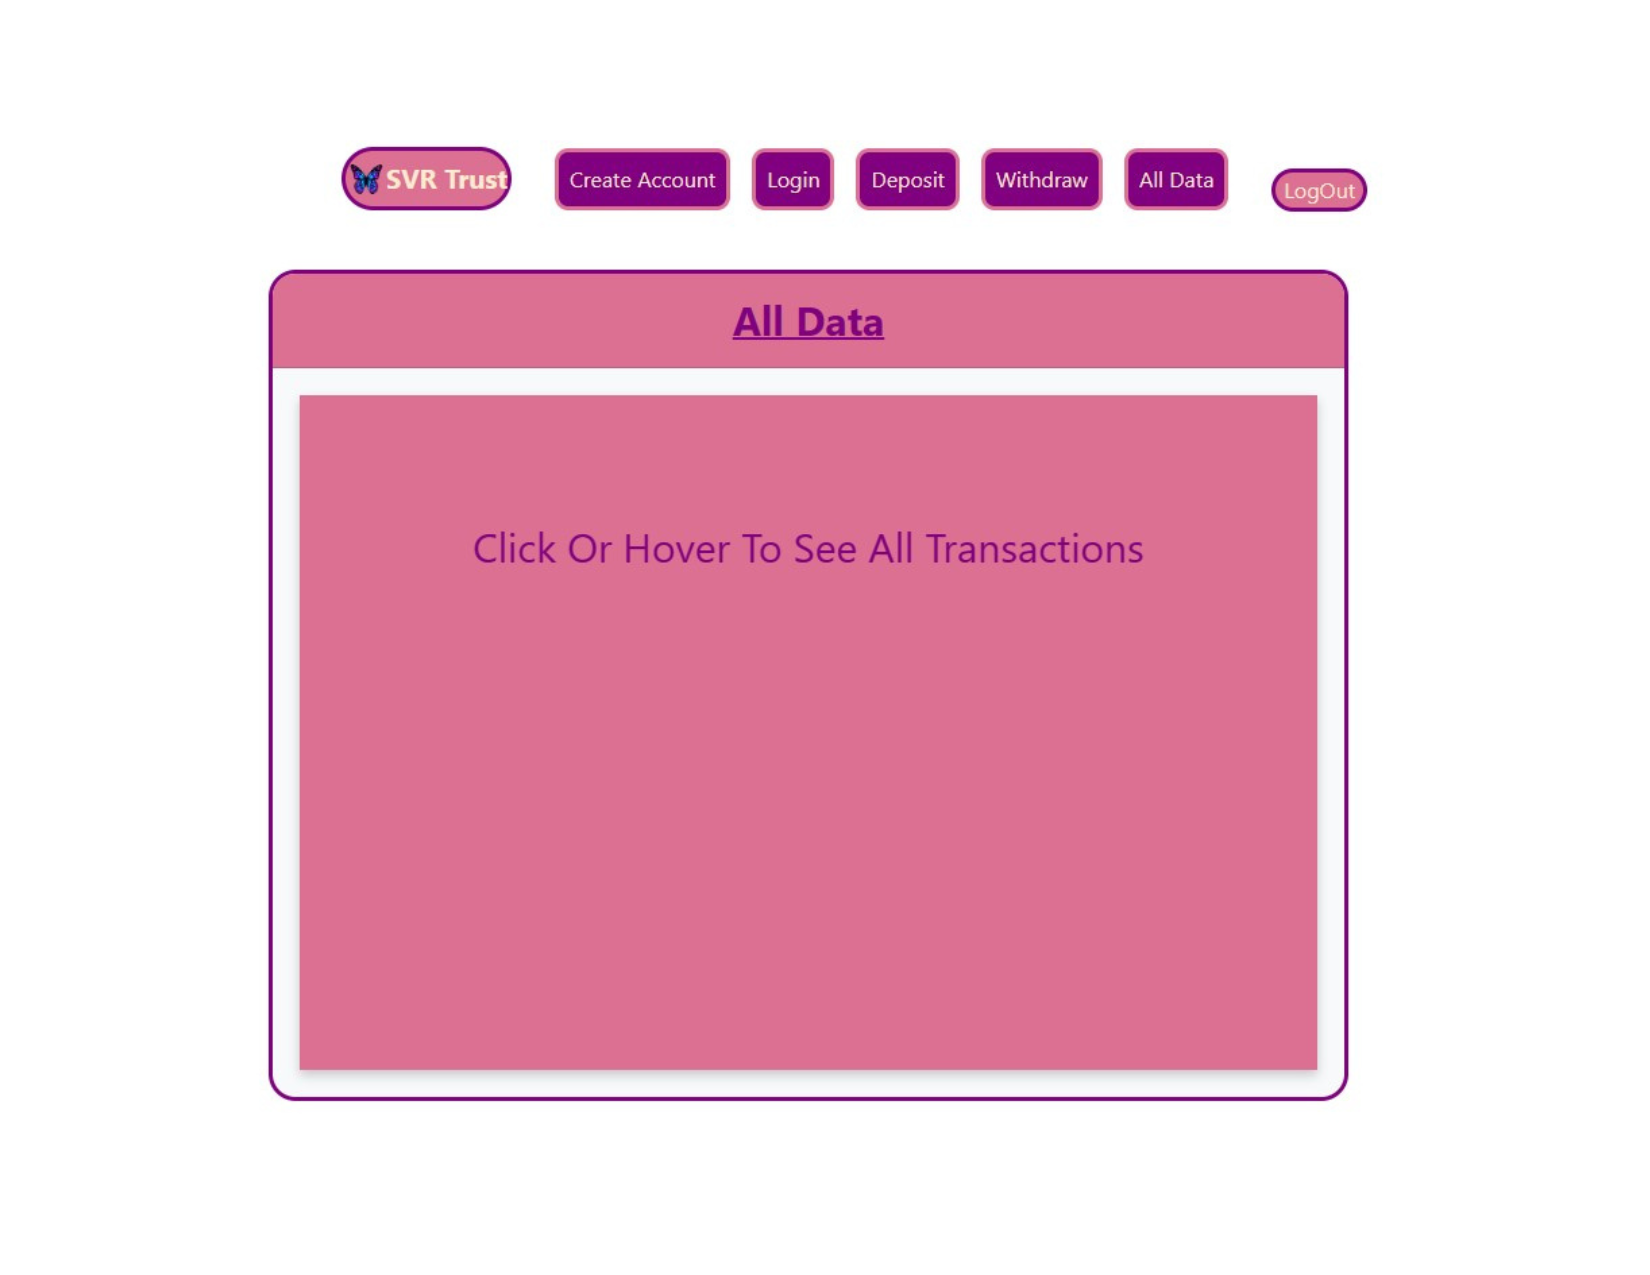 SVR Trust
Create Account
Login
Deposit
Withdraw
All Data
LogOut
All Data
Click Or Hover To See All Transactions